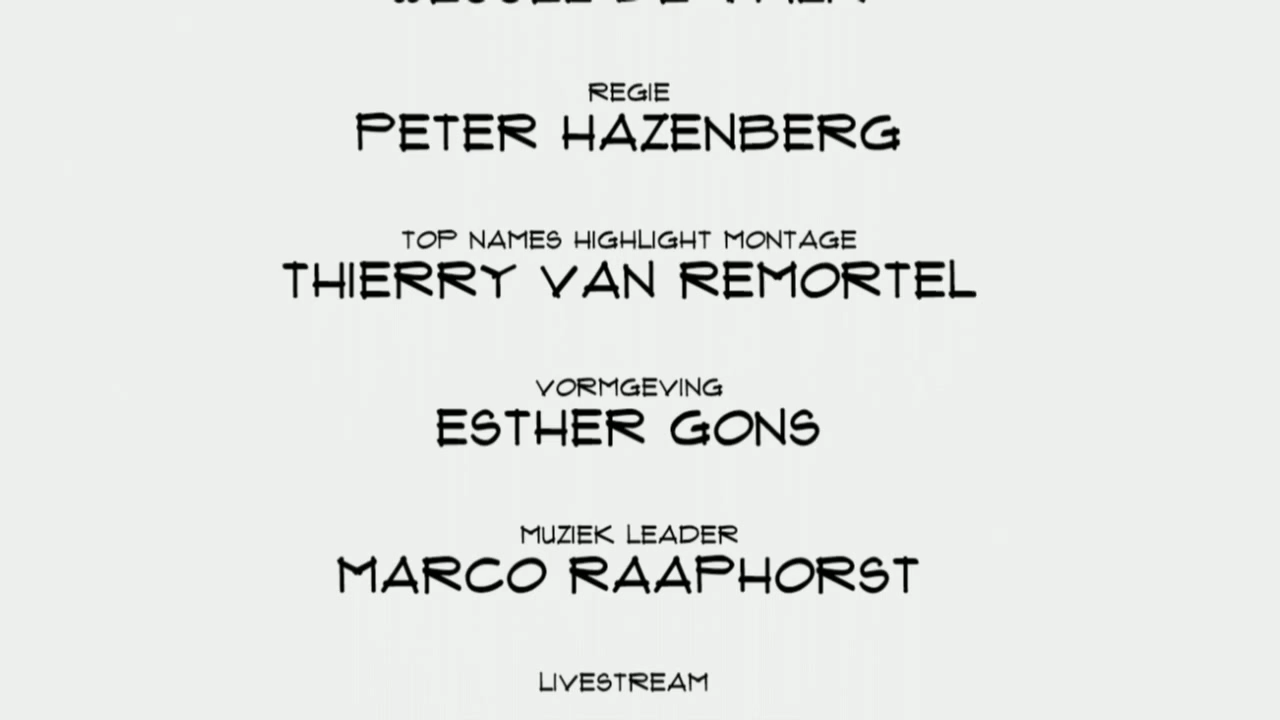 REGIE
PETER HAZENBERG
TOP NAMES HIGHLIGHT MONTAGE
THIERRY VAN REMORTEL
VORMGEVING
ESTHER GONS
MUZIEK LEADER
MARCO RAAPHORST
LIVESTREAM